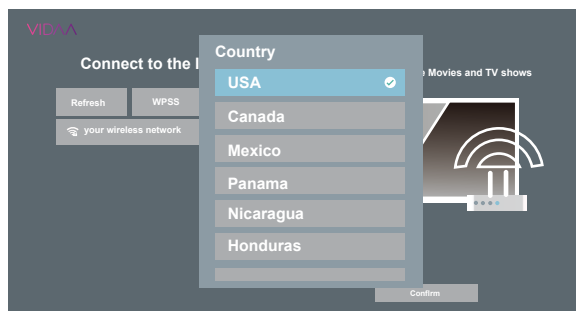 VIDAA
Connect to the I
Refresh
WPSS
your wireless network
Country
USA
Canada
Mexico
Panama
Nicaragua
Honduras
Movies and TV shows
Confirm